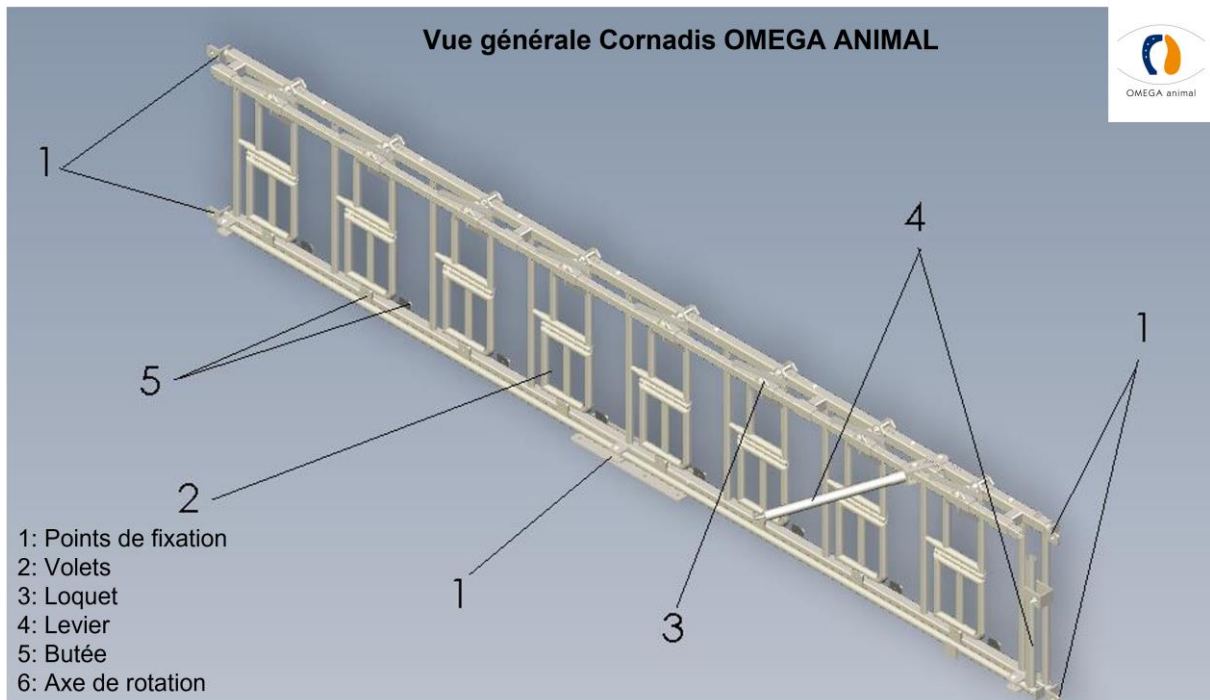 Vue générale Cornadis OMEGA ANIMAL
OMEGA animal
1
4
1
5
2
1
3
1: Points de fixation
2: Volets
3: Loquet
4: Levier
5: Butée
6: Axe de rotation